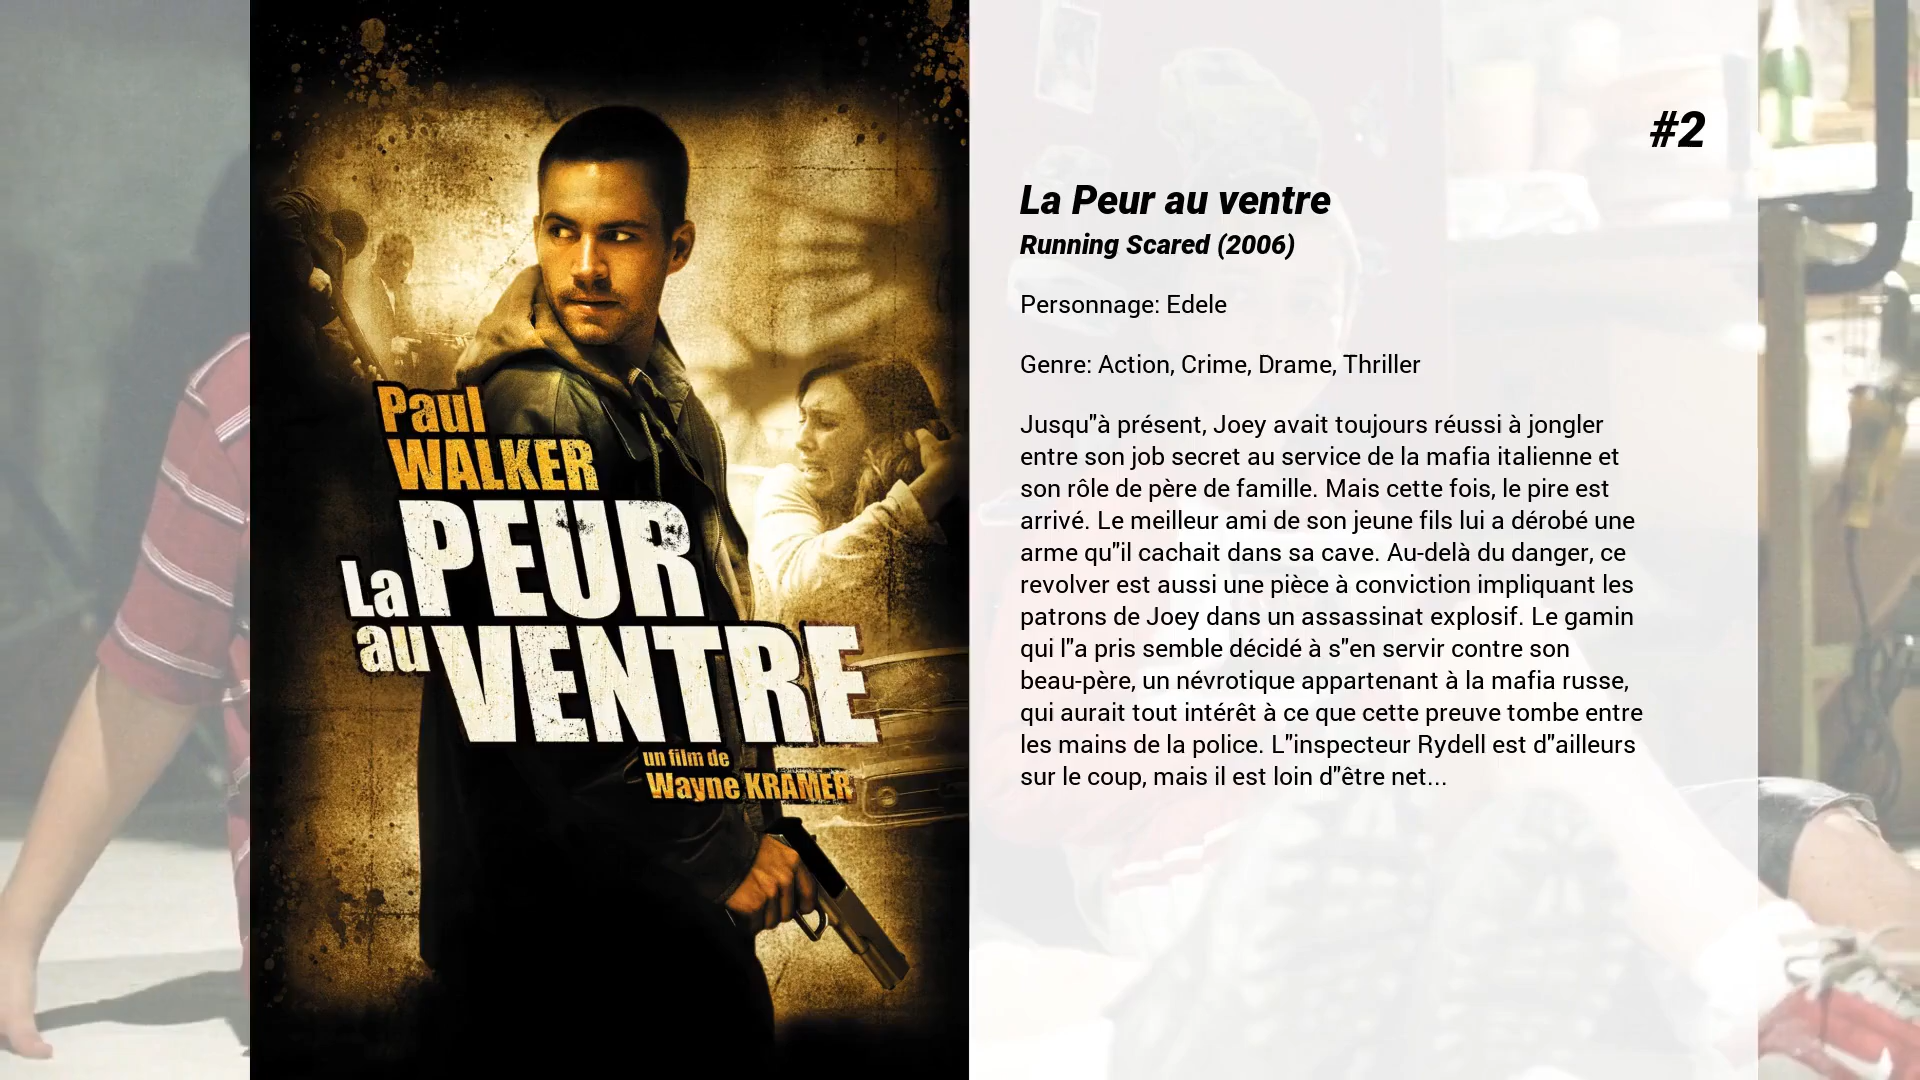 Paul
WALKER
La PEUR
au VENTRE
un film de
Wayne KRAMER
#2
La Peur au ventre
Running Scared (2006)
Personnage: Edele
Genre: Action, Crime, Drame, Thriller
Jusqu"à présent, Joey avait toujours réussi à jongler
entre son job secret au service de la mafia italienne et
son rôle de père de famille. Mais cette fois, le pire est
arrivé. Le meilleur ami de son jeune fils lui a dérobé une
arme qu"il cachait dans sa cave. Au-delà du danger, ce
revolver est aussi une pièce à conviction impliquant les
patrons de Joey dans un assassinat explosif. Le gamin
qui l"a pris semble décidé à s"en servir contre son
beau-père, un névrotique appartenant à la mafia russe,
qui aurait tout intérêt à ce que cette preuve tombe entre
les mains de la police. L"inspecteur Rydell est d"ailleurs
sur le coup, mais il est loin d"être net...